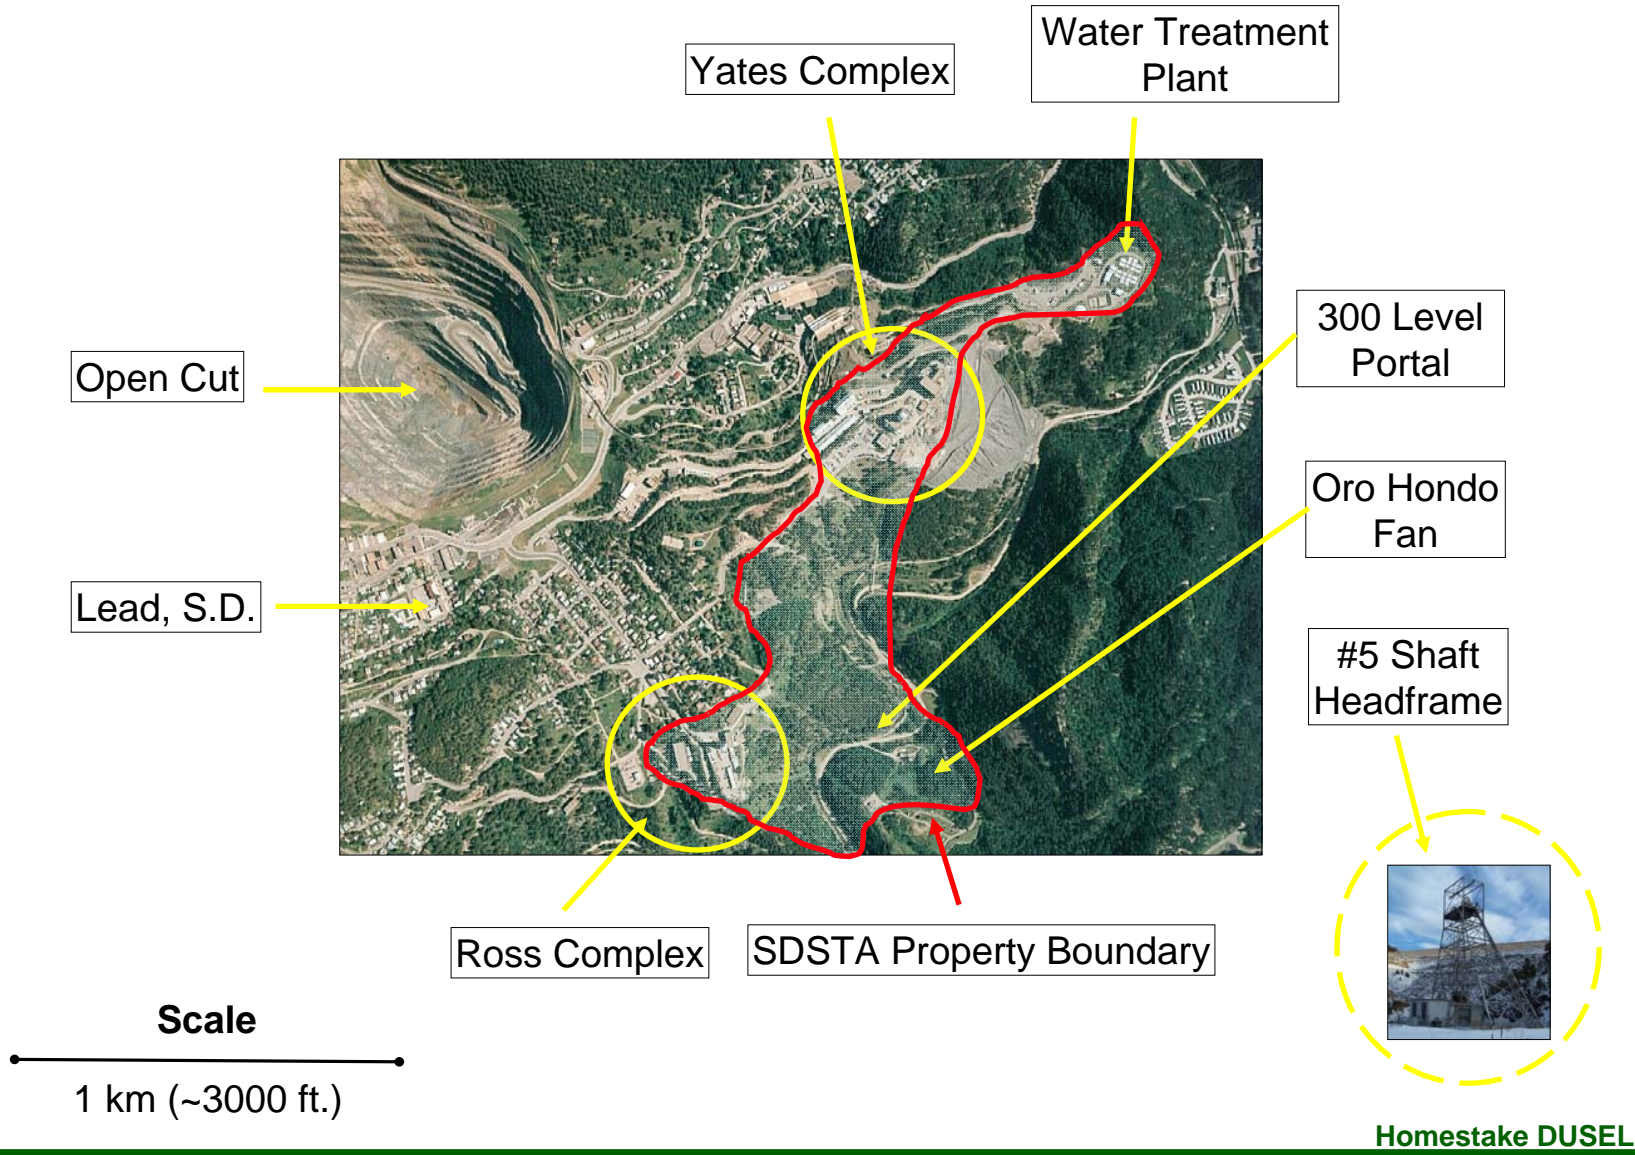 Water Treatment
Plant
Yates Complex
300 Level
Portal
Open Cut
Oro Hondo
Fan
Lead, S.D.
#5 Shaft
Headframe
Ross Complex
SDSTA Property Boundary
Scale
1 km (~3000 ft.)
Homestake DUSEL